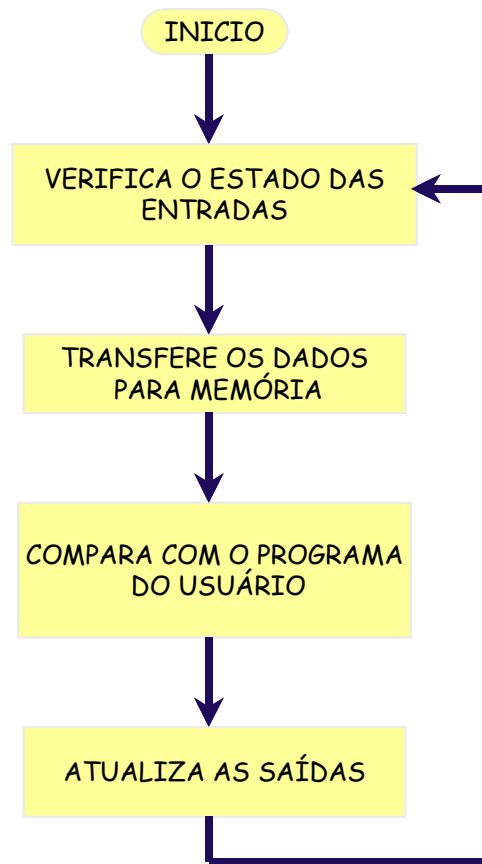 INICIO
VERIFICA O ESTADO DAS
ENTRADAS
TRANSFERE OS DADOS
PARA MEMÓRIA
COMPARA COM O PROGRAMA
DO USUÁRIO
ATUALIZA AS SAÍDAS